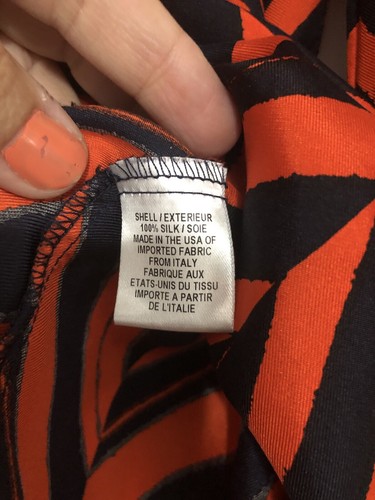 SHELL / EXTERIEUR
100% SILK / SOIE
MADE IN THE USA OF
IMPORTED FABRIC
FROM ITALY
FABRIQUE AUX
ETATS-UNIS DU TISSU
IMPORTE A PARTIR
DE L'ITALIE